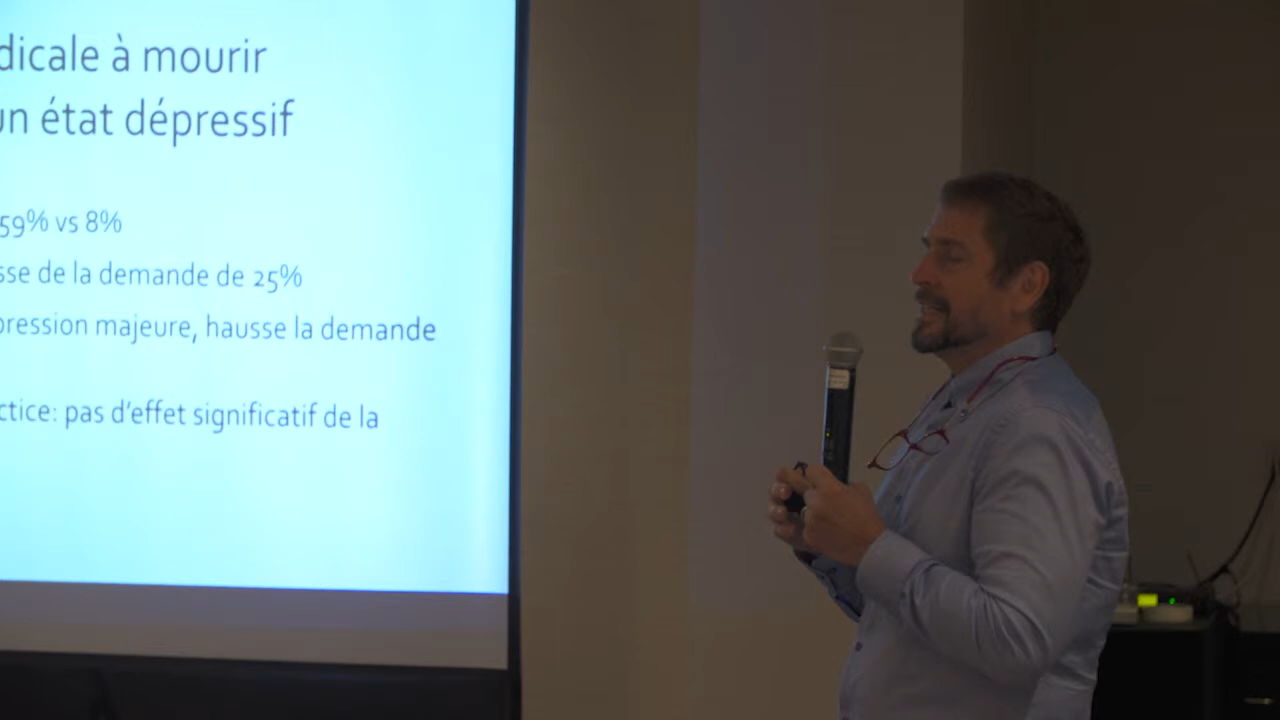 dicale à mourir
un état dépressif
59% vs 8%
sse de la demande de 25%
pression majeure, hausse la demande
ctice: pas d'effet significatif de la